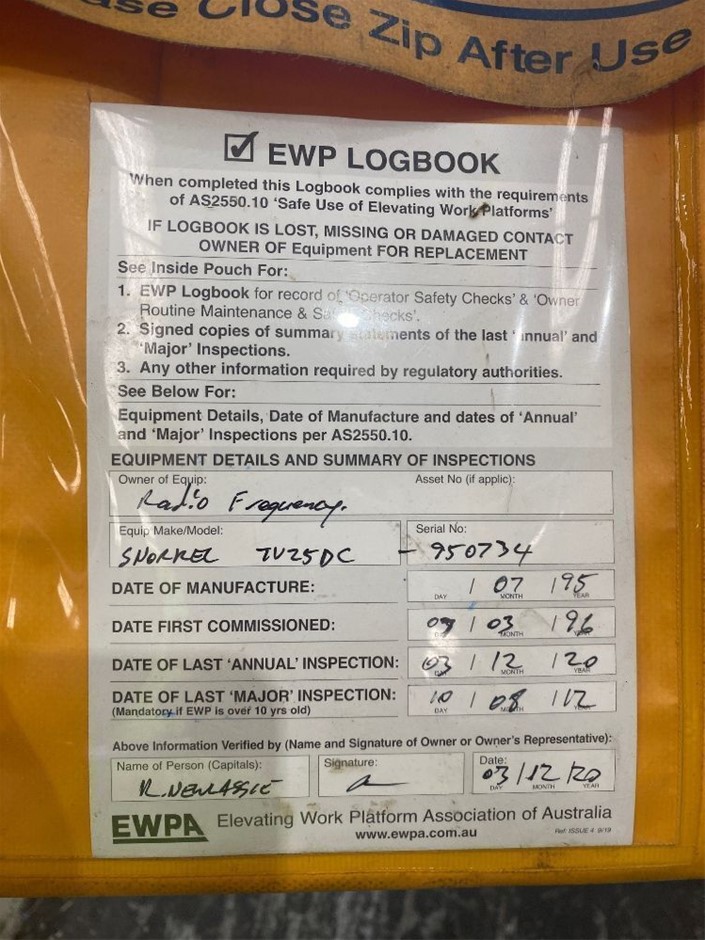 ase Close Zip After Use
☑ EWP LOGBOOK
When completed this Logbook complies with the requirements
of AS2550.10 'Safe Use of Elevating Work Platforms'
IF LOGBOOK IS LOST, MISSING OR DAMAGED CONTACT
OWNER OF Equipment FOR REPLACEMENT
See Inside Pouch For:
1. EWP Logbook for record of 'Operator Safety Checks' & 'Owner
Routine Maintenance & Sa Checks'.
2. Signed copies of summary statements of the last 'annual' and
'Major' Inspections.
3. Any other information required by regulatory authorities.
See Below For:
Equipment Details, Date of Manufacture and dates of 'Annual'
and 'Major' Inspections per AS2550.10.
EQUIPMENT DETAILS AND SUMMARY OF INSPECTIONS
Owner of Equip: Asset No (if applic):
Radio Frequency.
Equip Make/Model: Serial No:
SNORKEL TV25DC - 950734
DATE OF MANUFACTURE: / 07 / 95
DAY MONTH YEAR
DATE FIRST COMMISSIONED: / 03 / 96
DAY MONTH YEAR
DATE OF LAST 'ANNUAL' INSPECTION: 03 / 12 / 20
DAY MONTH YEAR
DATE OF LAST 'MAJOR' INSPECTION: 10 / 08 / 12
(Mandatory if EWP is over 10 yrs old) DAY MONTH YEAR
Above Information Verified by (Name and Signature of Owner or Owner's Representative):
Name of Person (Capitals): Signature: Date:
R. 03/12/20
DAY MONTH YEAR
EWPA Elevating Work Platform Association of Australia
www.ewpa.com.au Ref: ISSUE 4 9/19